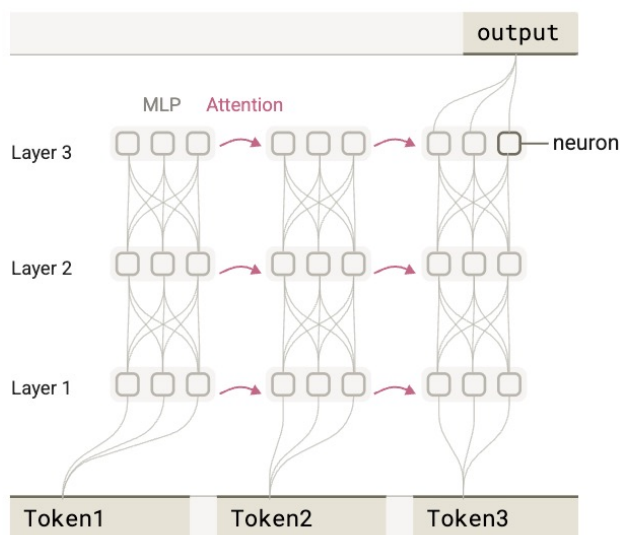 output
MLP Attention
Layer 3
neuron
Layer 2
Layer 1
Token1 Token2 Token3